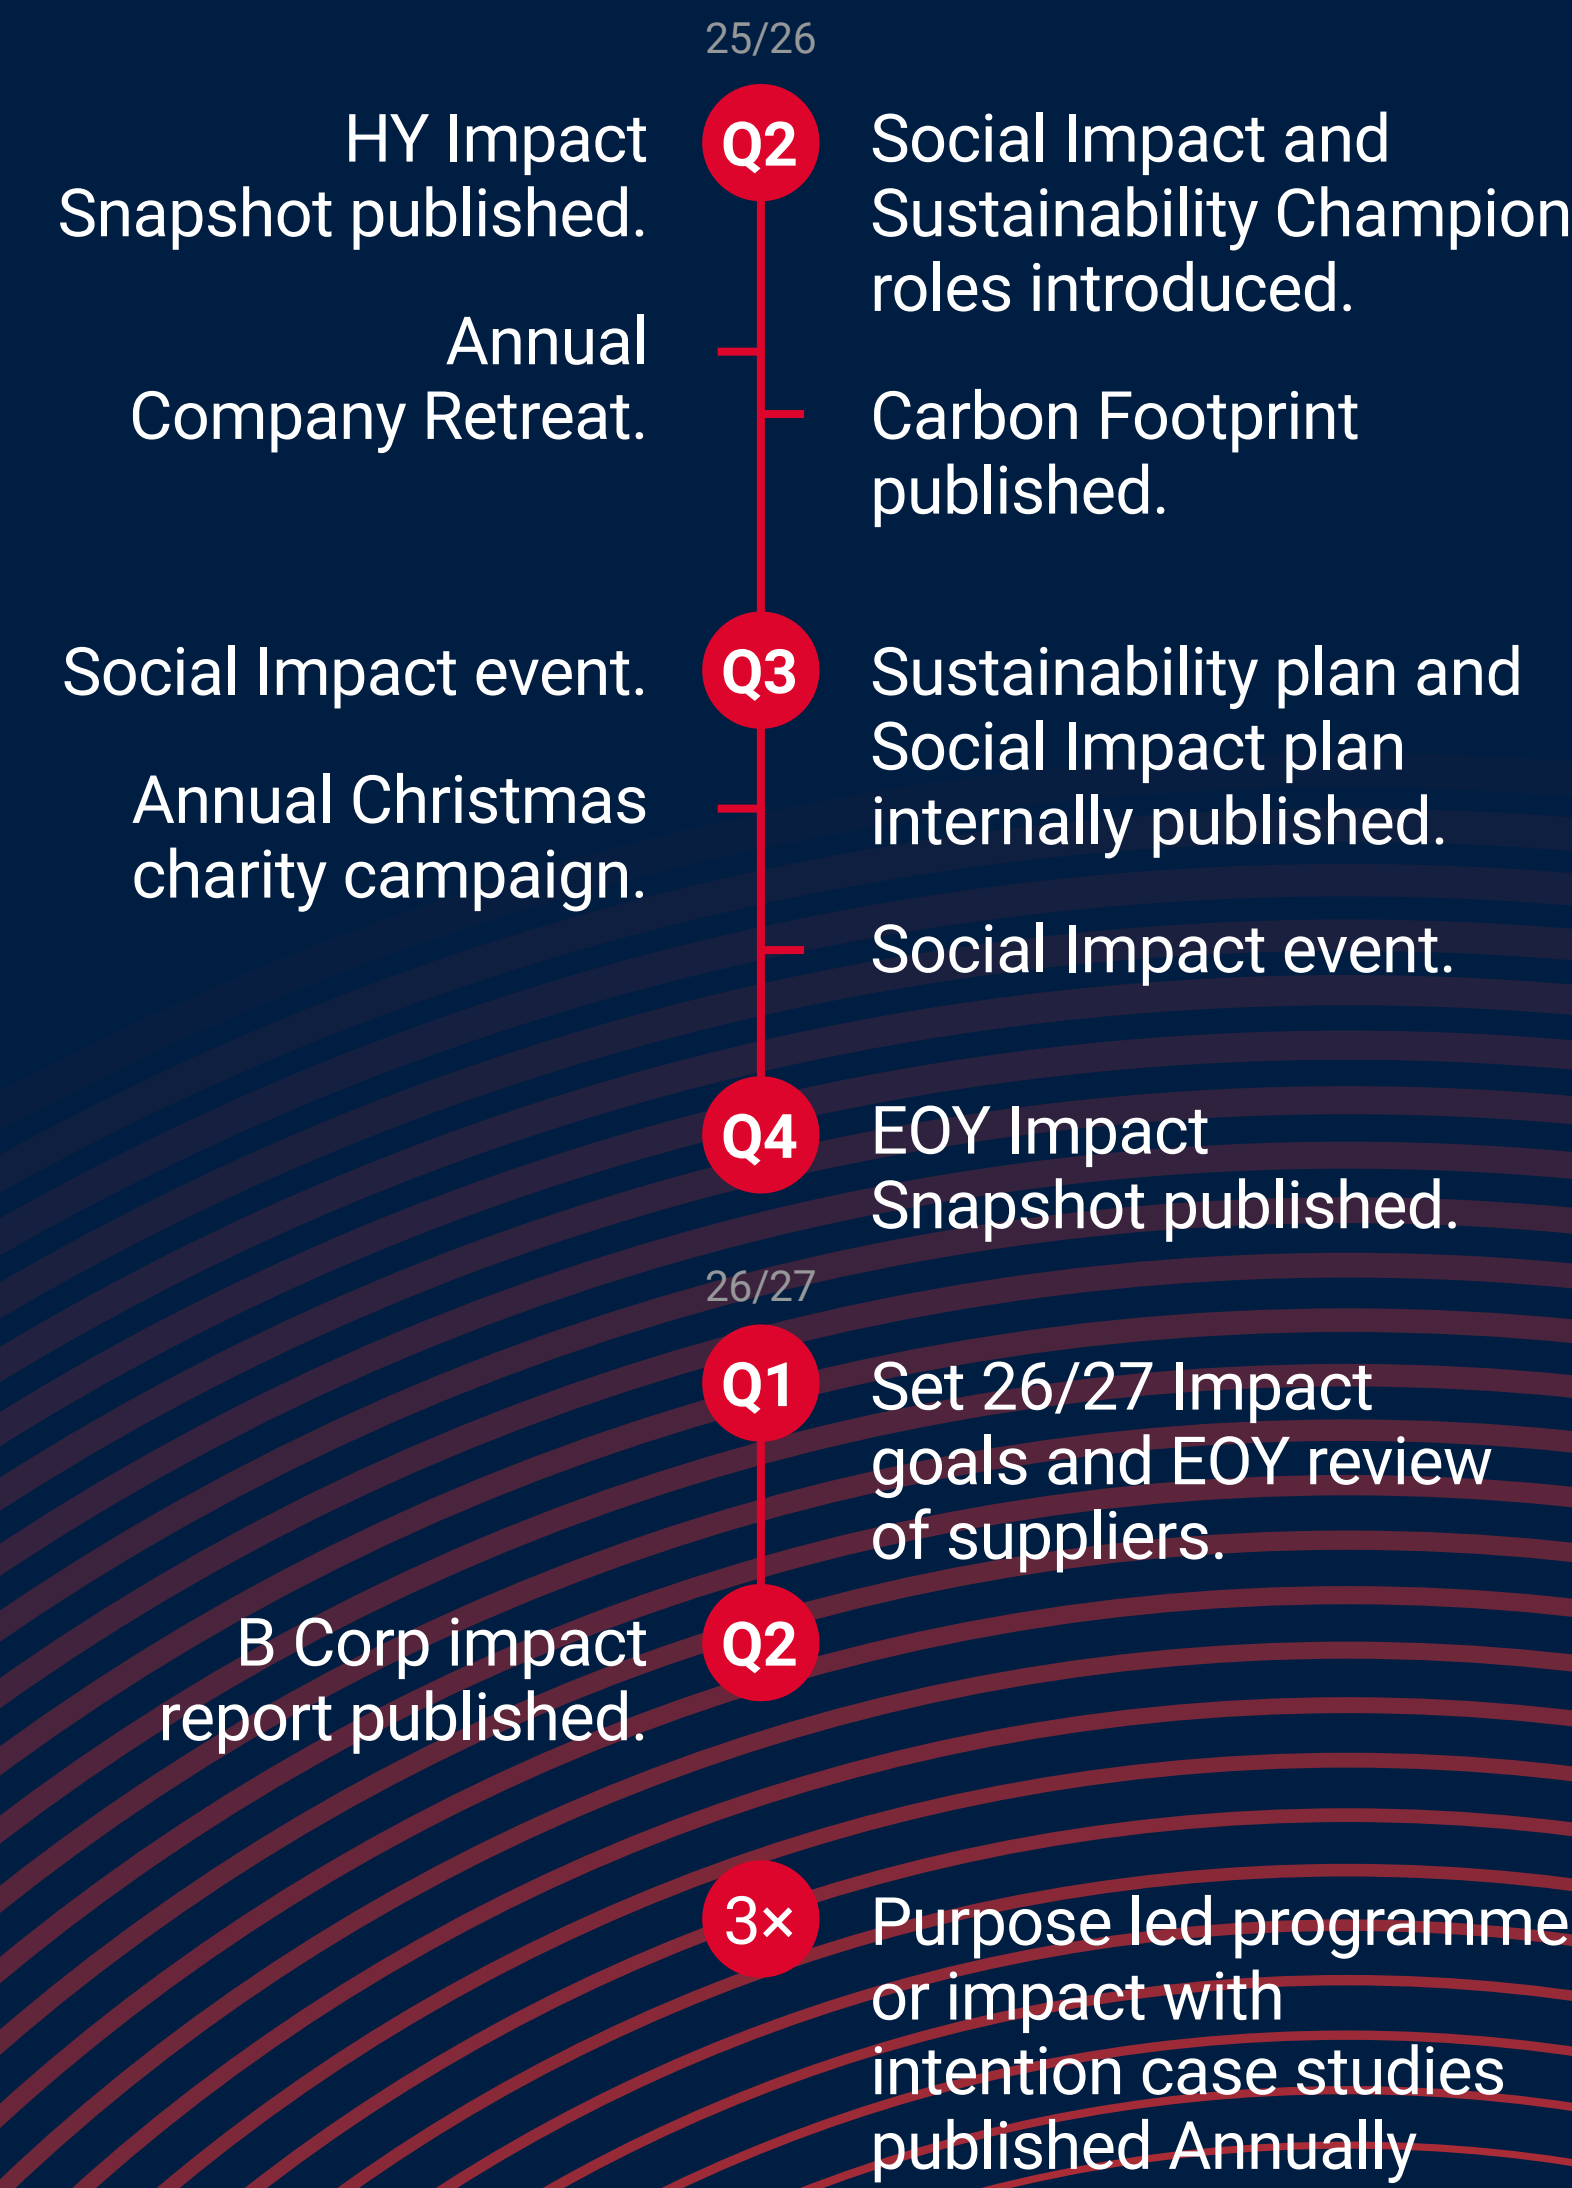 25/26
HY Impact
Snapshot published.
Q2
Social Impact and
Sustainability Champion
roles introduced.
Annual
Company Retreat.
Carbon Footprint
published.
Social Impact event.
Q3
Sustainability plan and
Social Impact plan
internally published.
Annual Christmas
charity campaign.
Social Impact event.
Q4
EOY Impact
Snapshot published.
26/27
Q1
Set 26/27 Impact
goals and EOY review
of suppliers.
B Corp impact
report published.
Q2
3×
Purpose led programme
or impact with
intention case studies
published Annually